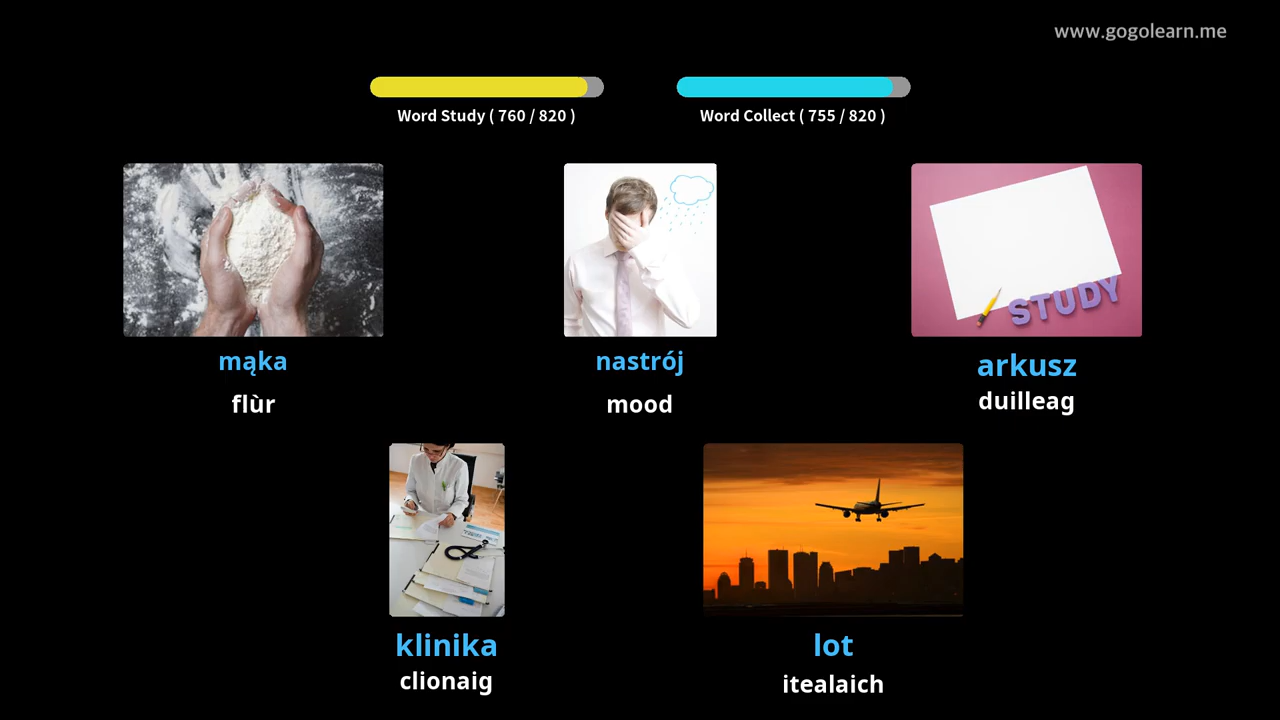 www.gogolearn.me
Word Study ( 760 / 820 )
Word Collect ( 755 / 820 )
STUDY
mąka
flùr
nastrój
mood
arkusz
duilleag
klinika
clionaig
lot
itealaich